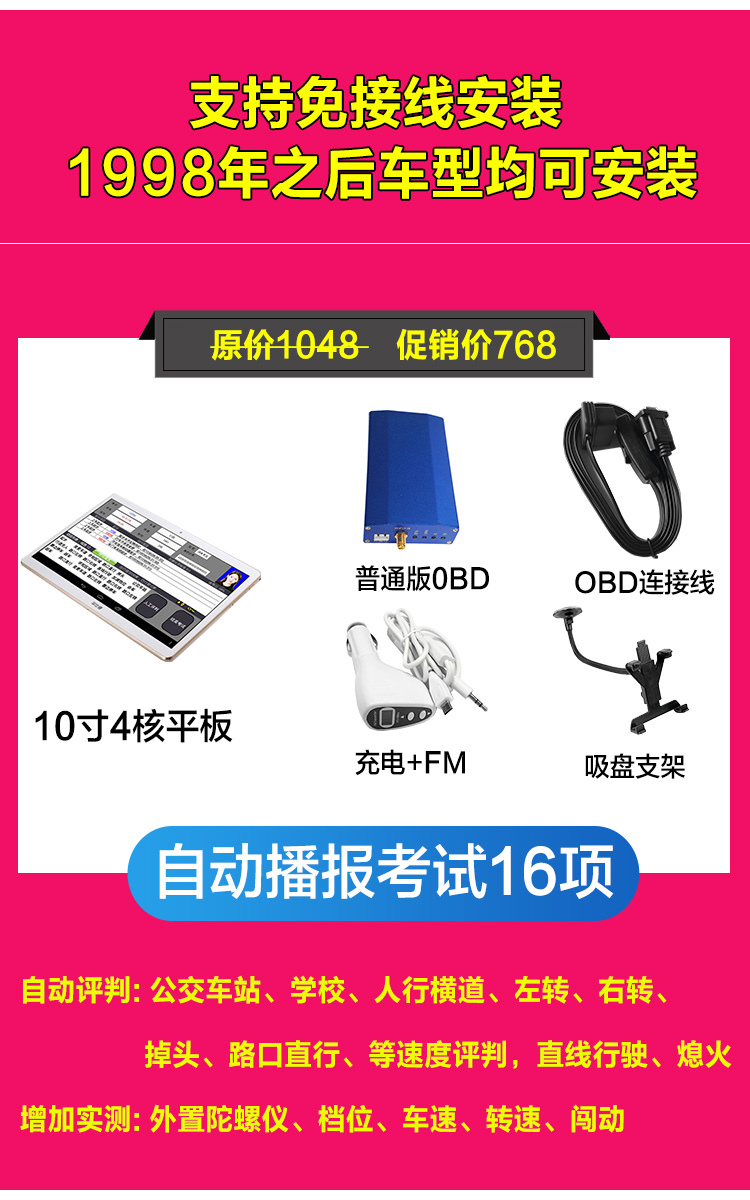 支持免接线安装
1998年之后车型均可安装
原价1048 促销价768
普通版OBD
OBD连接线
10寸4核平板
充电+FM
吸盘支架
自动播报考试16项
自动评判: 公交车站、学校、人行横道、左转、右转、
掉头、路口直行、等速度评判，直线行驶、熄火
增加实测: 外置陀螺仪、档位、车速、转速、闯动